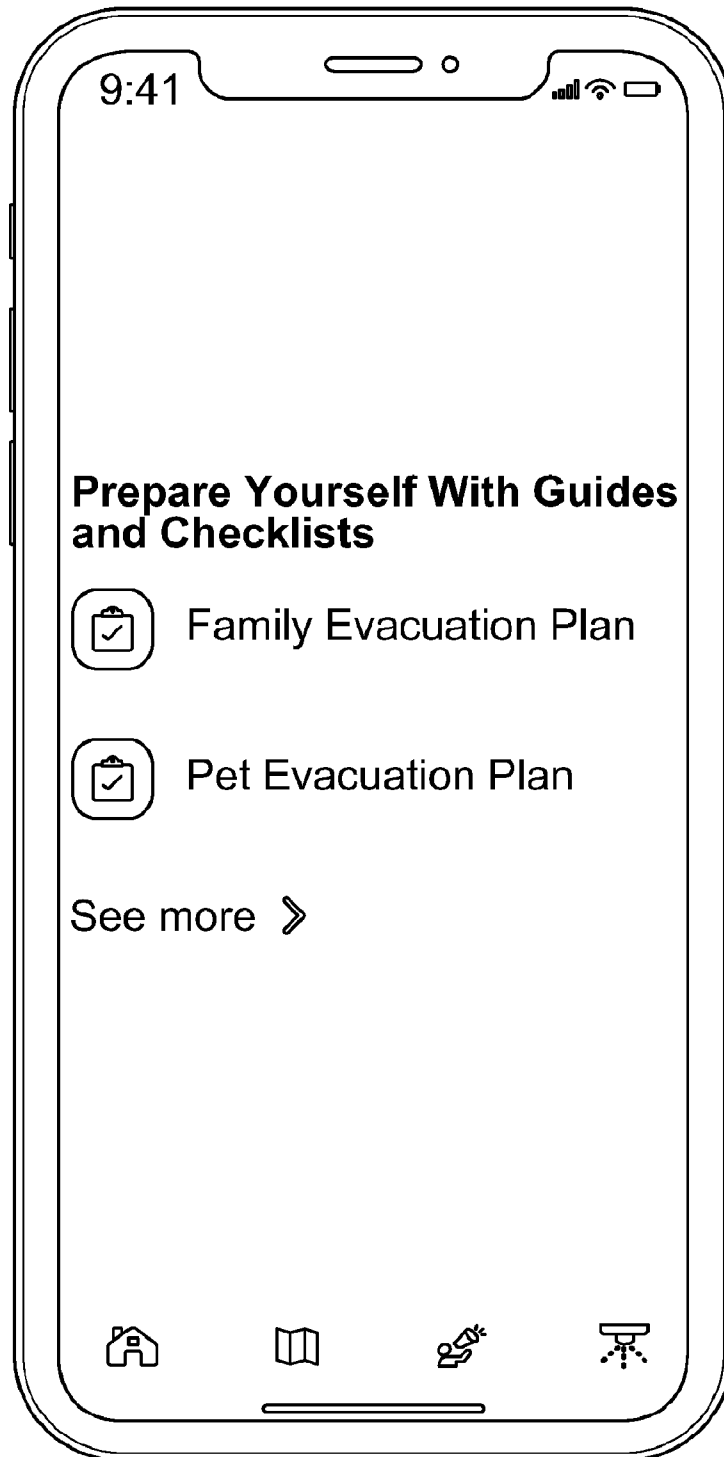 9:41
Prepare Yourself With Guides
and Checklists
Family Evacuation Plan
Pet Evacuation Plan
See more